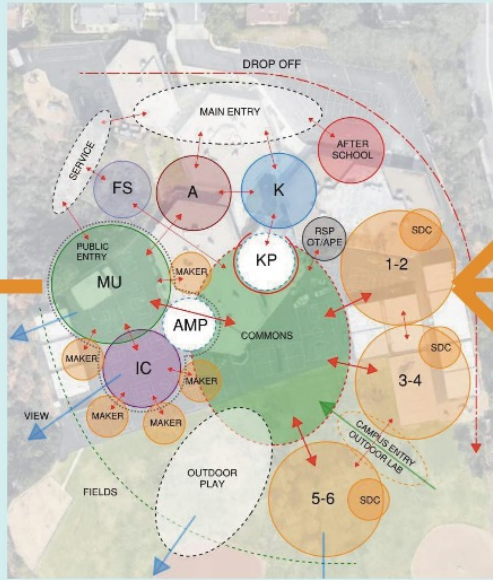 DROP OFF
MAIN ENTRY
SERVICE
AFTER
SCHOOL
FS
A
K
RSP
OT/APE
SDC
PUBLIC
ENTRY
MU
MAKER
KP
1-2
AMP
COMMONS
SDC
MAKER
IC
MAKER
3-4
VIEW
MAKER
MAKER
CAMPUS ENTRY
OUTDOOR LAB
OUTDOOR
PLAY
FIELDS
5-6
SDC